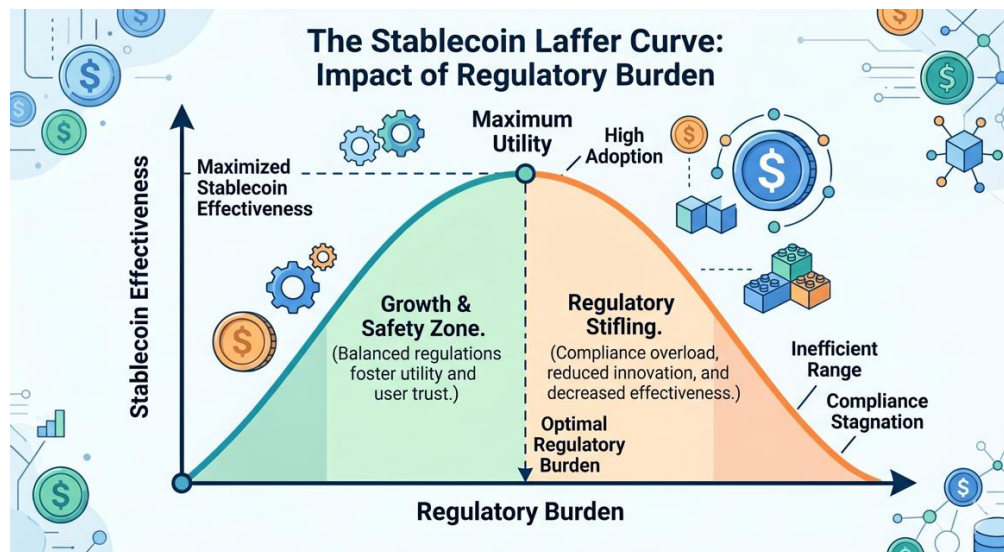 The Stablecoin Laffer Curve:
Impact of Regulatory Burden
Maximum
Utility
High
Adoption
Maximized
Stablecoin
Effectiveness
Stablecoin Effectiveness
Growth &
Safety Zone.
(Balanced regulations
foster utility and
user trust.)
Regulatory
Stifling.
(Compliance overload,
reduced innovation, and
decreased effectiveness.)
Inefficient
Range
Compliance
Stagnation
Optimal
Regulatory
Burden
Regulatory Burden
$
$
$
$
$
$
$
$
$
$